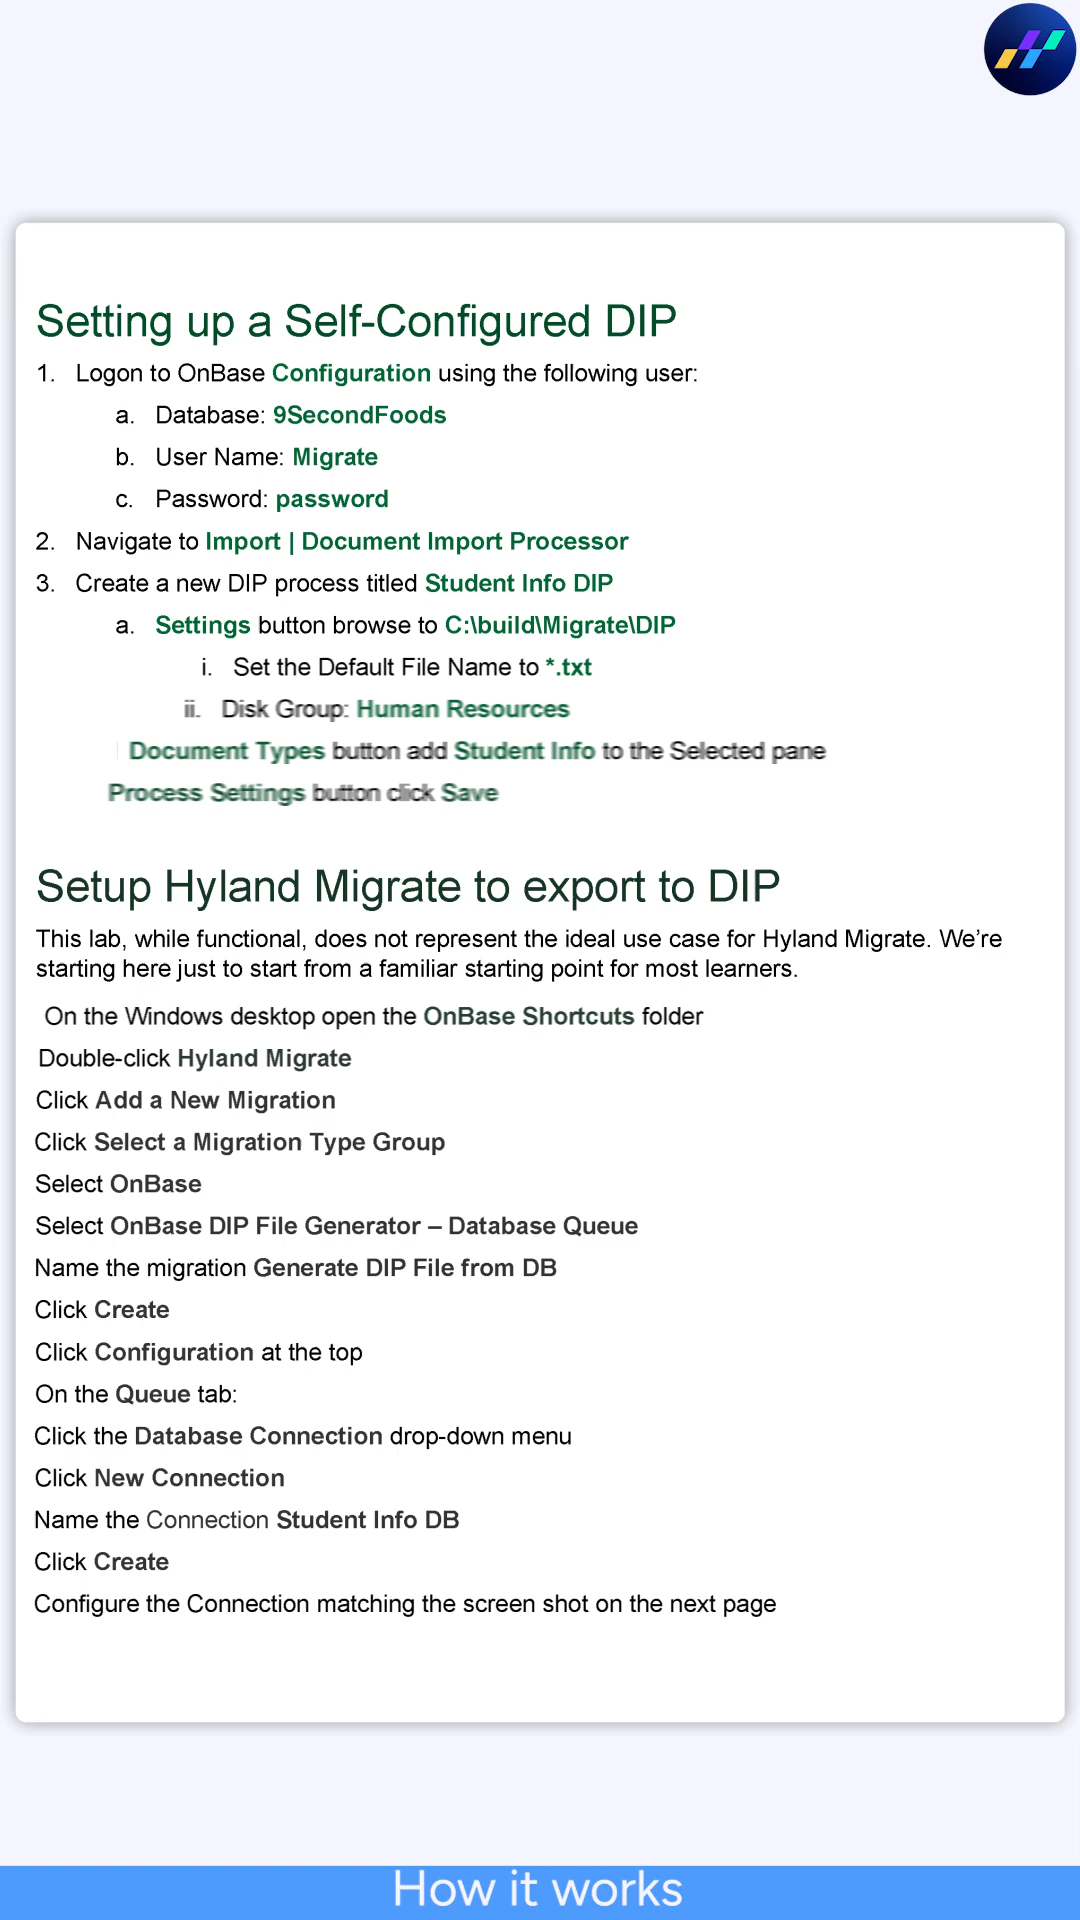 Setting up a Self-Configured DIP
1. Logon to OnBase Configuration using the following user:
a. Database: 9SecondFoods
b. User Name: Migrate
c. Password: password
2. Navigate to Import | Document Import Processor
3. Create a new DIP process titled Student Info DIP
a. Settings button browse to C:\build\Migrate\DIP
i. Set the Default File Name to *.txt
ii. Disk Group: Human Resources
Document Types button add Student Info to the Selected pane
Process Settings button click Save
Setup Hyland Migrate to export to DIP
This lab, while functional, does not represent the ideal use case for Hyland Migrate. We’re
starting here just to start from a familiar starting point for most learners.
On the Windows desktop open the OnBase Shortcuts folder
Double-click Hyland Migrate
Click Add a New Migration
Click Select a Migration Type Group
Select OnBase
Select OnBase DIP File Generator – Database Queue
Name the migration Generate DIP File from DB
Click Create
Click Configuration at the top
On the Queue tab:
Click the Database Connection drop-down menu
Click New Connection
Name the Connection Student Info DB
Click Create
Configure the Connection matching the screen shot on the next page
How it works